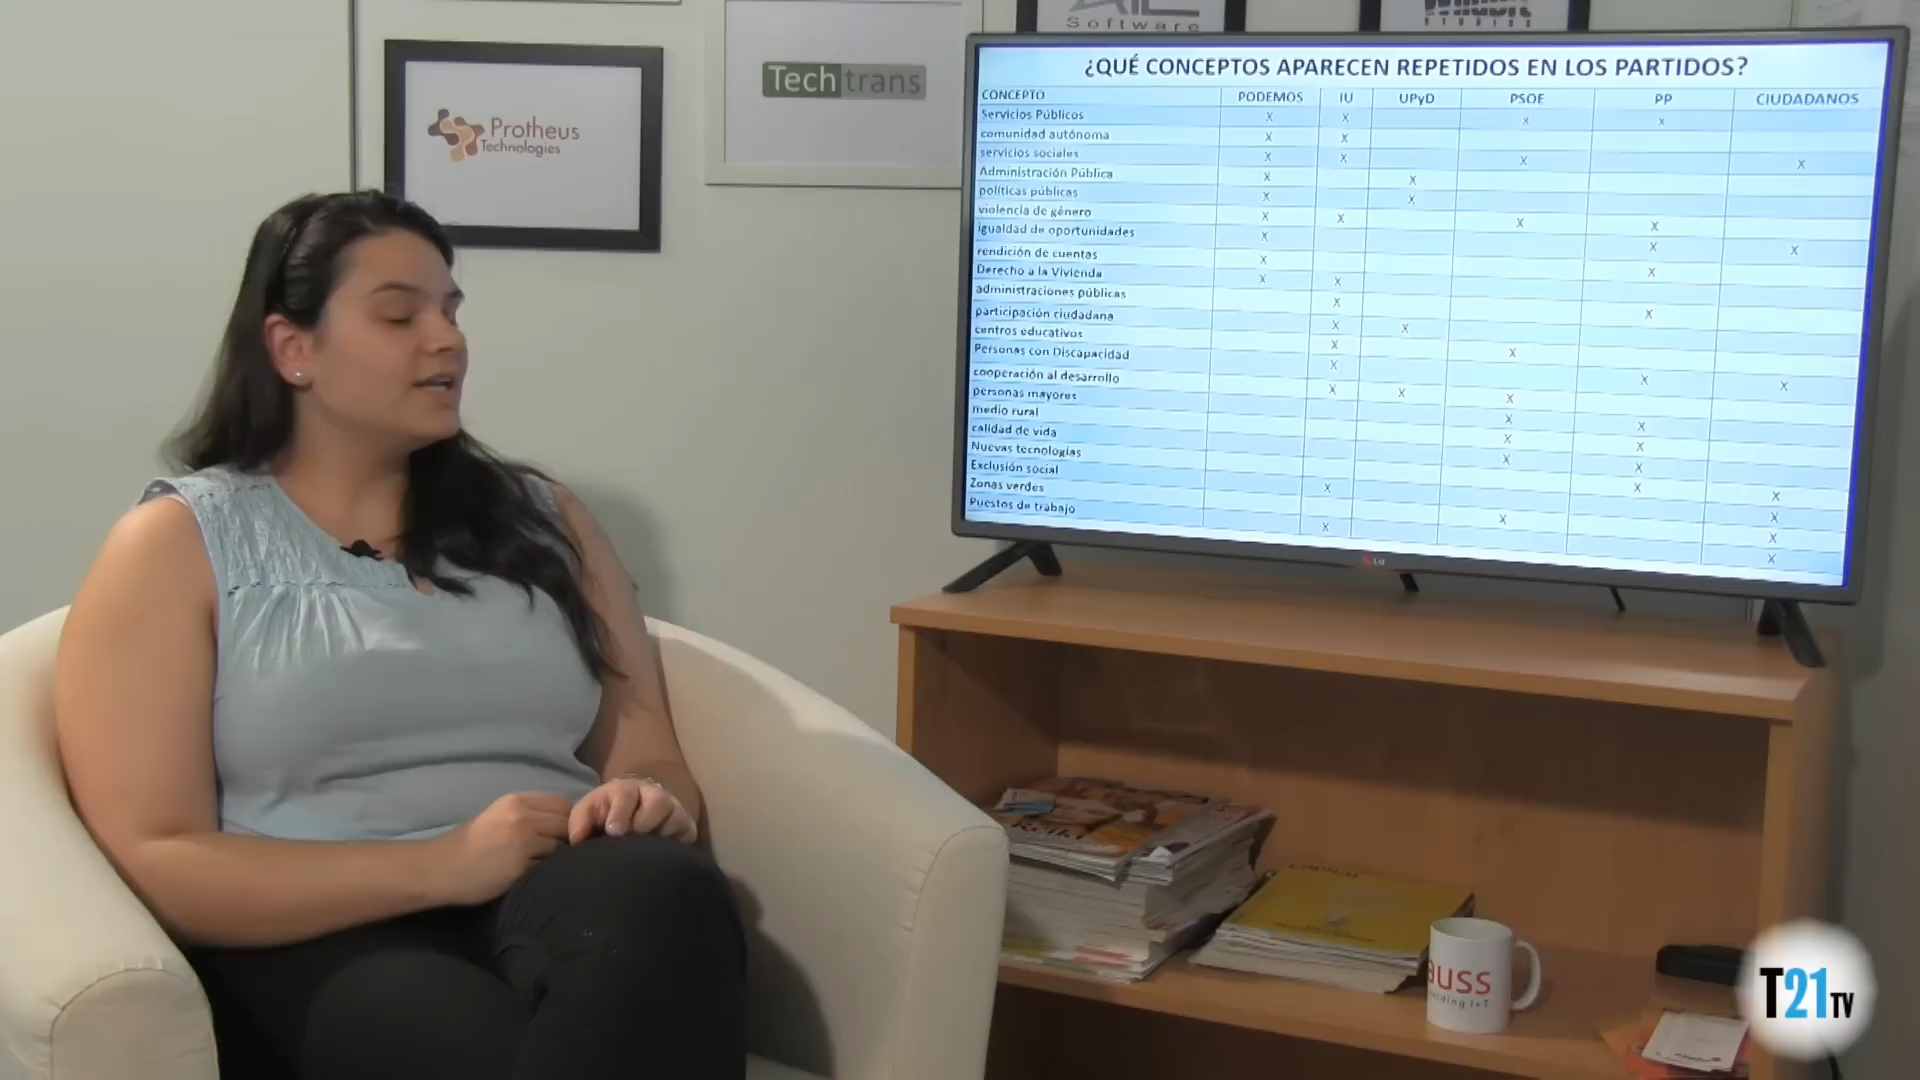 Software
Protheus
Technologies
Techtrans
¿QUÉ CONCEPTOS APARECEN REPETIDOS EN LOS PARTIDOS?
CONCEPTO PODEMOS IU UPyD PSOE PP CIUDADANOS
Servicios Públicos X X X X
comunidad autónoma X X
servicios sociales X X X X
Administración Pública X X
políticas públicas X X
violencia de género X X X X
igualdad de oportunidades X X X
rendición de cuentas X X
Derecho a la Vivienda X X
administraciones públicas X X
participación ciudadana X X
centros educativos X X
Personas con Discapacidad X X X
cooperación al desarrollo X X X
personas mayores X X
medio rural X X
calidad de vida X X
Nuevas tecnologías X X
Exclusión social X X
Zonas verdes X X
Puestos de trabajo X X
LG
Capital
auss
T21TV